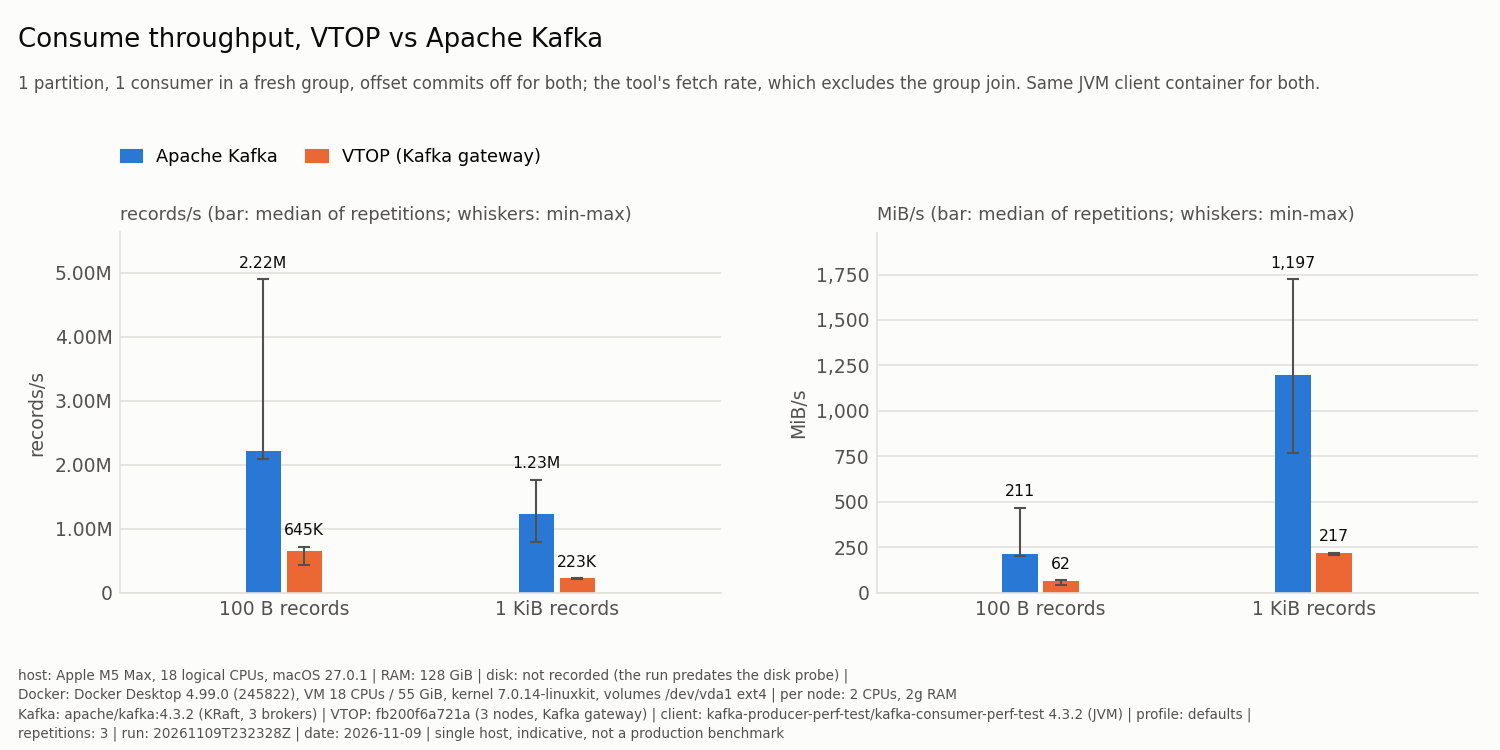 Consume throughput, VTOP vs Apache Kafka
1 partition, 1 consumer in a fresh group, offset commits off for both; the tool's fetch rate, which excludes the group join. Same JVM client container for both.
Apache Kafka VTOP (Kafka gateway)
records/s (bar: median of repetitions; whiskers: min-max)
records/s
5.00M
4.00M
3.00M
2.00M
1.00M
0
2.22M
645K
1.23M
223K
100 B records 1 KiB records
MiB/s (bar: median of repetitions; whiskers: min-max)
MiB/s
1,750
1,500
1,250
1,000
750
500
250
0
211
62
1,197
217
100 B records 1 KiB records
host: Apple M5 Max, 18 logical CPUs, macOS 27.0.1 | RAM: 128 GiB | disk: not recorded (the run predates the disk probe) |
Docker: Docker Desktop 4.99.0 (245822), VM 18 CPUs / 55 GiB, kernel 7.0.14-linuxkit, volumes /dev/vda1 ext4 | per node: 2 CPUs, 2g RAM
Kafka: apache/kafka:4.3.2 (KRaft, 3 brokers) | VTOP: fb200f6a721a (3 nodes, Kafka gateway) | client: kafka-producer-perf-test/kafka-consumer-perf-test 4.3.2 (JVM) | profile: defaults |
repetitions: 3 | run: 20261109T232328Z | date: 2026-11-09 | single host, indicative, not a production benchmark